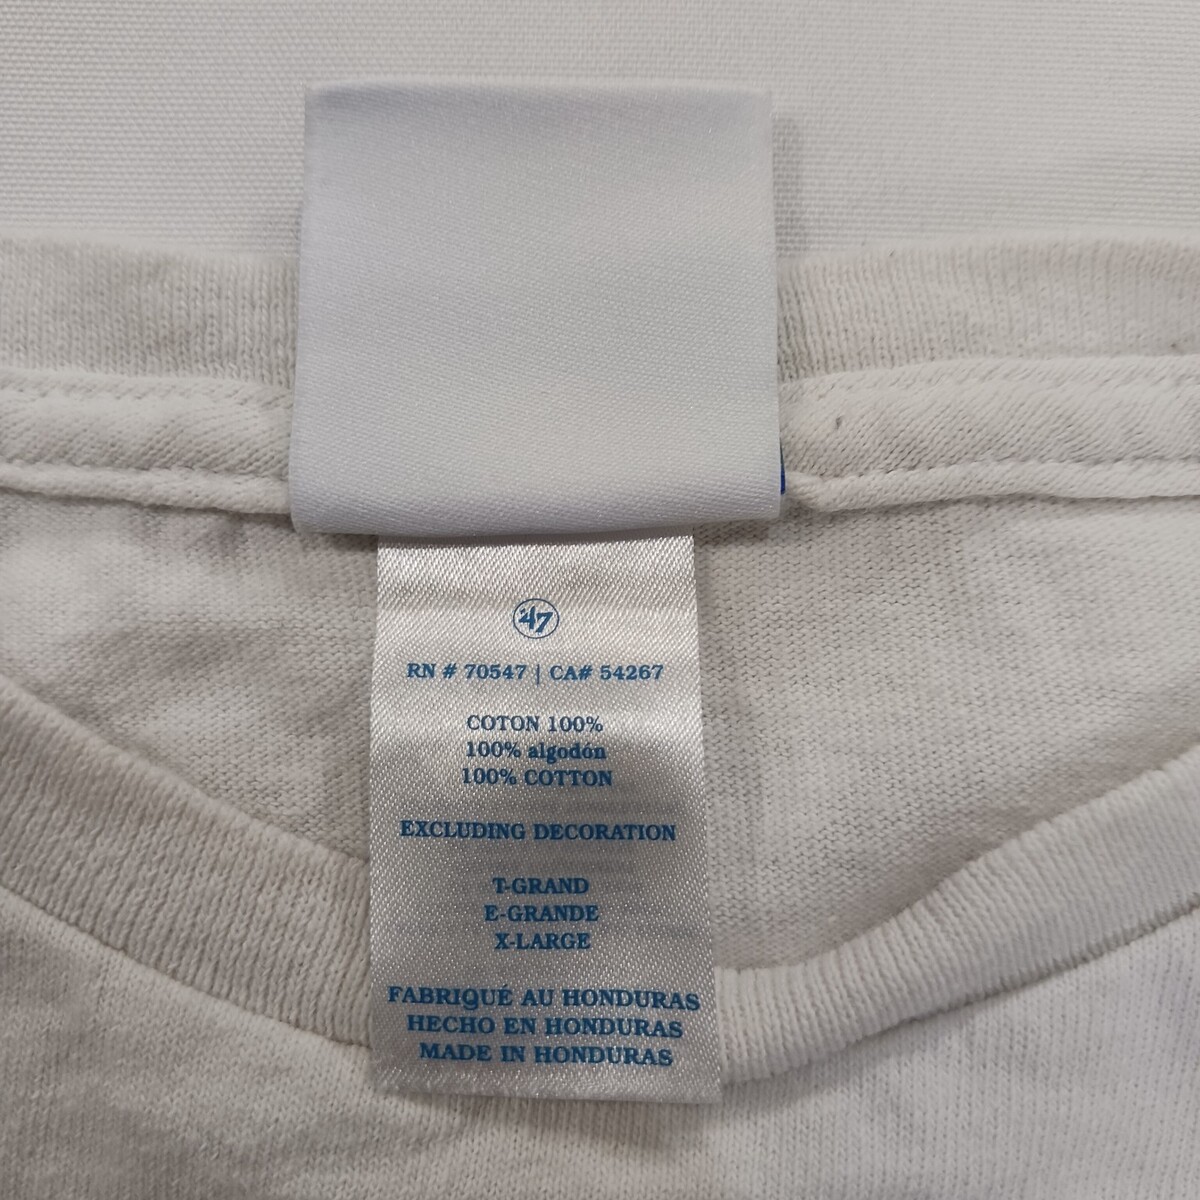 '47
RN # 70547 | CA# 54267
COTON 100%
100% algodón
100% COTTON
EXCLUDING DECORATION
T-GRAND
E-GRANDE
X-LARGE
FABRIQUÉ AU HONDURAS
HECHO EN HONDURAS
MADE IN HONDURAS